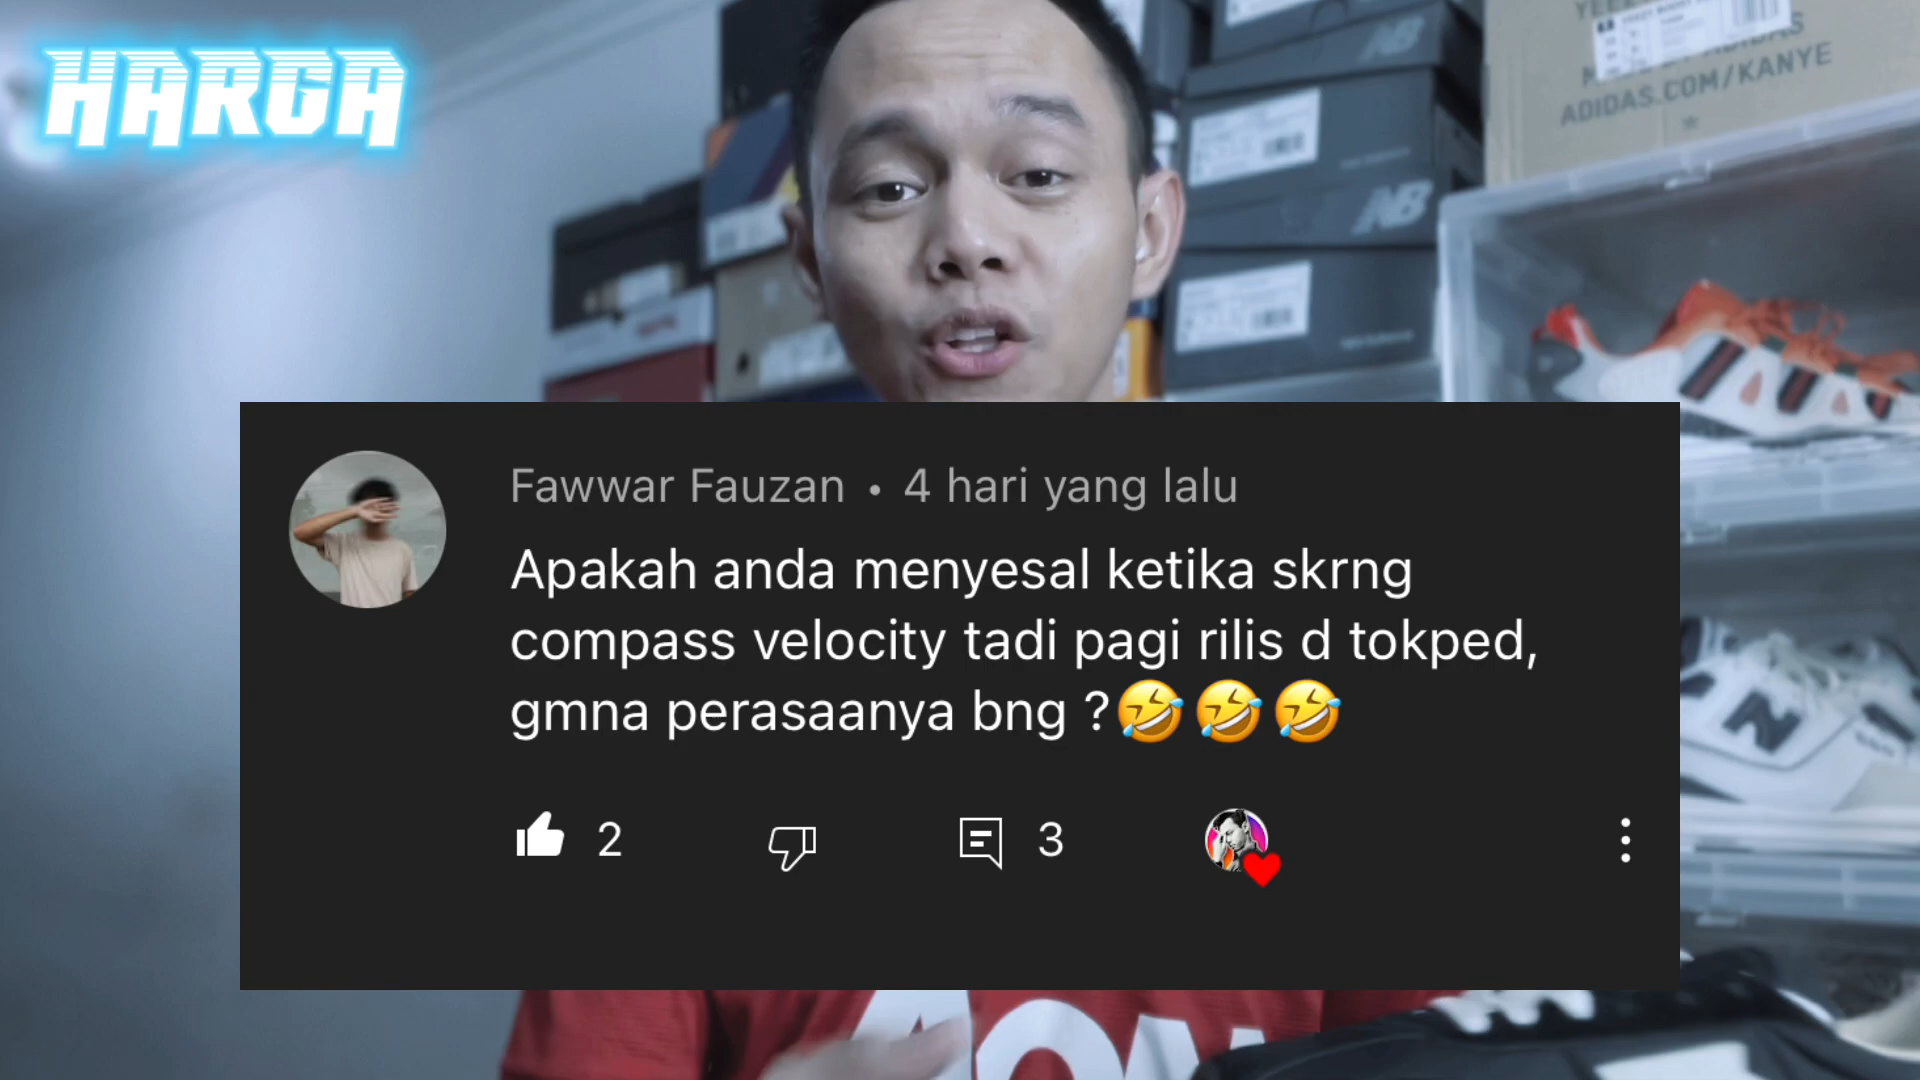 HARGA
NB
ADIDAS.COM/KANYE
NB
Fawwar Fauzan • 4 hari yang lalu
Apakah anda menyesal ketika skrng
compass velocity tadi pagi rilis d tokped,
gmna perasaanya bng ?🤣🤣🤣
2
3
N